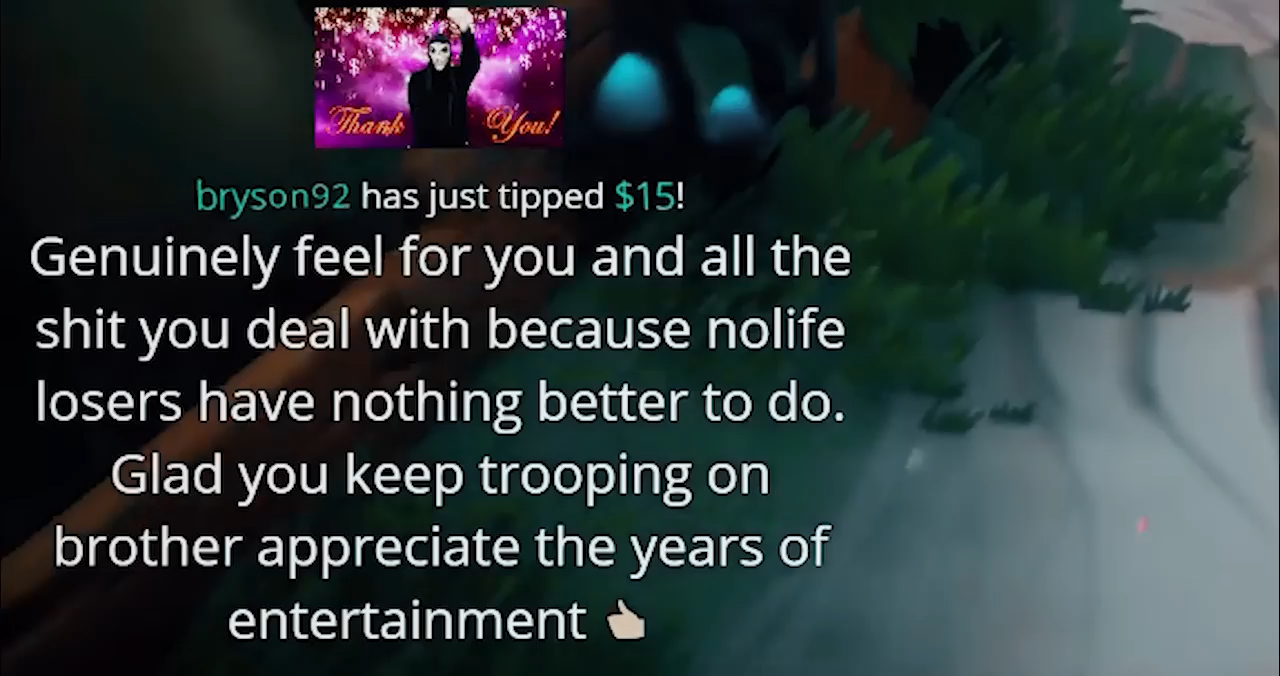 Thank You!
bryson92 has just tipped $15!
Genuinely feel for you and all the
shit you deal with because nolife
losers have nothing better to do.
Glad you keep trooping on
brother appreciate the years of
entertainment 👍🏻